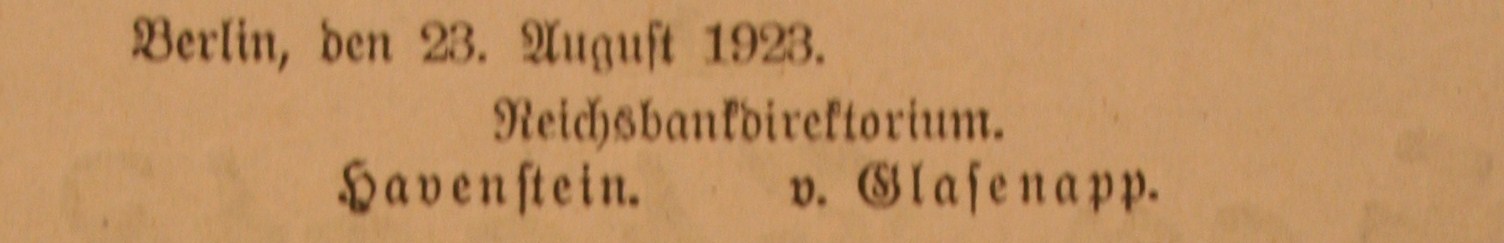 Berlin, den 23. August 1923.
Reichsbankdirektorium.
Havenstein. v. Glasenapp.